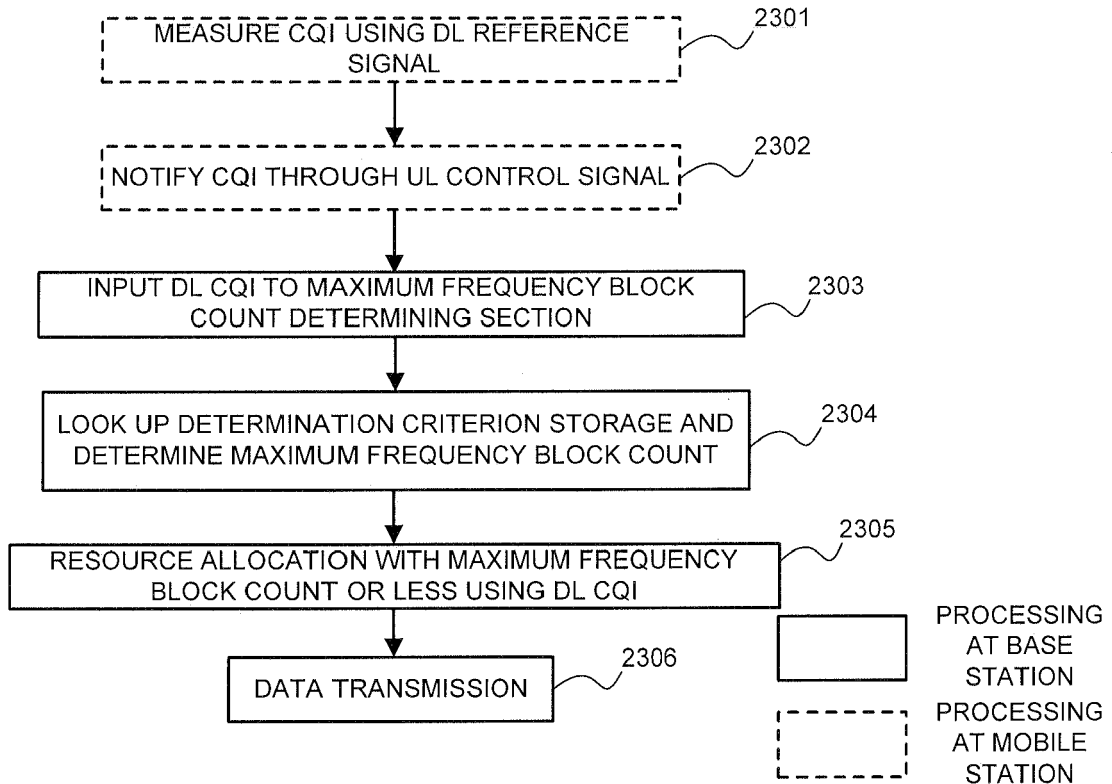 2301
MEASURE CQI USING DL REFERENCE
SIGNAL
2302
NOTIFY CQI THROUGH UL CONTROL SIGNAL
2303
INPUT DL CQI TO MAXIMUM FREQUENCY BLOCK
COUNT DETERMINING SECTION
2304
LOOK UP DETERMINATION CRITERION STORAGE AND
DETERMINE MAXIMUM FREQUENCY BLOCK COUNT
2305
RESOURCE ALLOCATION WITH MAXIMUM FREQUENCY
BLOCK COUNT OR LESS USING DL CQI
2306
DATA TRANSMISSION
PROCESSING
AT BASE
STATION
PROCESSING
AT MOBILE
STATION